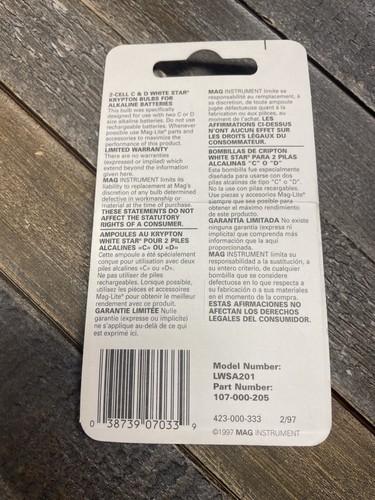 2-CELL C & D WHITE STAR®
KRYPTON BULBS FOR
ALKALINE BATTERIES
This bulb was specifically
designed for use with two C or D
size alkaline batteries. Do not use
rechargeable batteries. Whenever
possible use Mag-Lite® parts and
accessories to maximize the
performance of this product.
LIMITED WARRANTY
There are no warranties
(expressed or implied) which
extend beyond the information
given here.
MAG INSTRUMENT limits its
liability to replacement at Mag's
discretion of any bulb determined
defective in workmanship or
material at the time of purchase.
THESE STATEMENTS DO NOT
AFFECT THE STATUTORY
RIGHTS OF A CONSUMER.
AMPOULES AU KRYPTON
WHITE STAR® POUR 2 PILES
ALCALINES «C» OU «D»
Cette ampoule a été spécialement
conçue pour utilisation avec deux
piles alcalines «C» ou «D».
Ne pas utiliser de piles
rechargeables. Lorsque possible,
utilisez les pièces et accessoires
Mag-Lite® pour obtenir le meilleur
rendement avec ce produit.
GARANTIE LIMITÉE Nulle
garantie (expresse ou implicite)
ne s'applique au-delà de ce qui
est exprimé ici.
MAG INSTRUMENT limite sa
responsabilité au remplacement, à
sa discretion, de toute ampoule
jugée défectueuse quant à la
fabrication ou aux pièces, au
moment de l'achat. LES
AFFIRMATIONS CI-DESSUS
N'ONT AUCUN EFFET SUR
LES DROITS LÉGAUX DU
CONSOMMATEUR.
BOMBILLAS DE CRIPTON
WHITE STAR® PARA 2 PILAS
ALCALINAS "C" O "D"
Esta bombilla fue especialmente
diseñada para usarse con dos
pilas alcalinas de tipo "C" o "D".
No la use con pilas recargables.
Use piezas y accesorios Mag-Lite®
siempre que sea posible para
obtener el máximo rendimiento
de este producto.
GARANTÍA LIMITADA No existe
ninguna garantía (expresa ni
implícita) que comprenda más
información que la aquí
proporcionada.
MAG INSTRUMENT limita su
responsabilidad a la substitución, a
su entero criterio, de cualquier
bombilla que se considere
defectuosa en lo que respecta a
su fabricación o a sus materiales
en el momento de la compra.
ESTAS AFIRMACIONES NO
AFECTAN LOS DERECHOS
LEGALES DEL CONSUMIDOR.
Model Number:
LWSA201
Part Number:
107-000-205
423-000-333 2/97
©1997 MAG INSTRUMENT
0 38739 07033 9